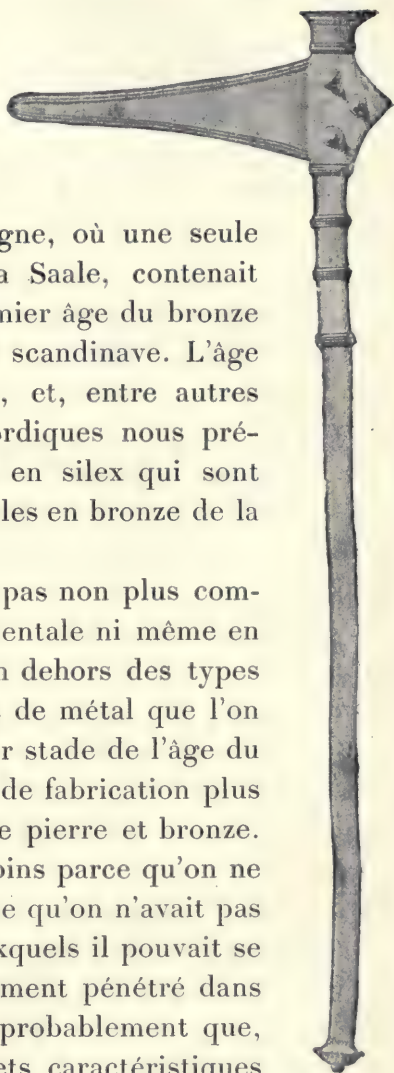 gne, où une seule
a Saale, contenait
mier âge du bronze
scandinave. L'âge
, et, entre autres
rdiques nous pré-
en silex qui sont
les en bronze de la
pas non plus com-
entale ni même en
n dehors des types
de métal que l'on
r stade de l'âge du
de fabrication plus
e pierre et bronze.
oins parce qu'on ne
e qu'on n'avait pas
xquels il pouvait se
ment pénétré dans
probablement que,
ets caractéristiques